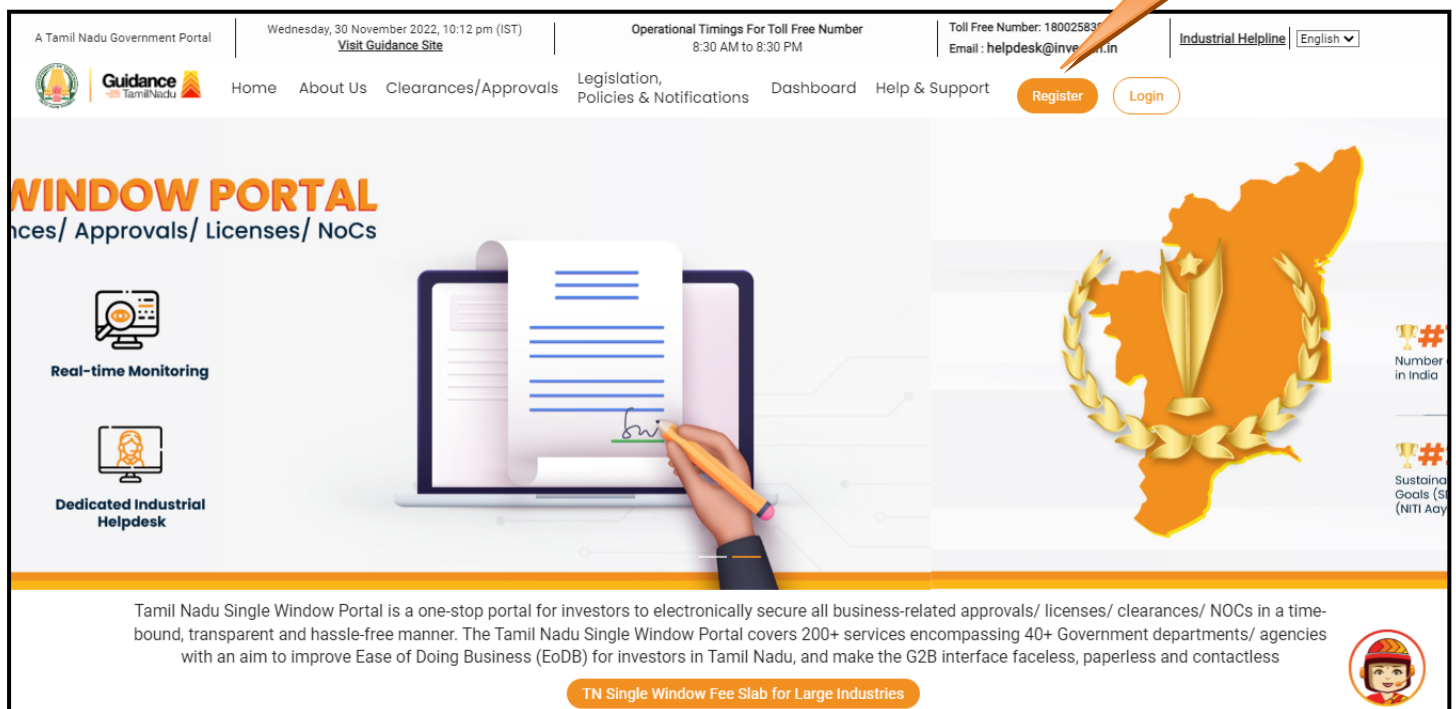 A Tamil Nadu Government Portal
Wednesday, 30 November 2022, 10:12 pm (IST)
Visit Guidance Site
Operational Timings For Toll Free Number
8:30 AM to 8:30 PM
Toll Free Number:
Email :
Industrial Helpline
English
Guidance
TamilNadu
Home
About Us
Clearances/Approvals
Legislation,
Policies & Notifications
Dashboard
Help & Support
Register
Login
WINDOW PORTAL
Approvals/ Licenses/ NoCs
Real-time Monitoring
Dedicated Industrial
Helpdesk
Number
in India
Goals
(NITI
Tamil Nadu Single Window Portal is a one-stop portal for investors to electronically secure all business-related approvals/ licenses/ clearances/ NOCs in a time-
bound, transparent and hassle-free manner. The Tamil Nadu Single Window Portal covers 200+ services encompassing 40+ Government departments/ agencies
with an aim to improve Ease of Doing Business (EoDB) for investors in Tamil Nadu, and make the G2B interface faceless, paperless and contactless
TN Single Window Fee Slab for Large Industries